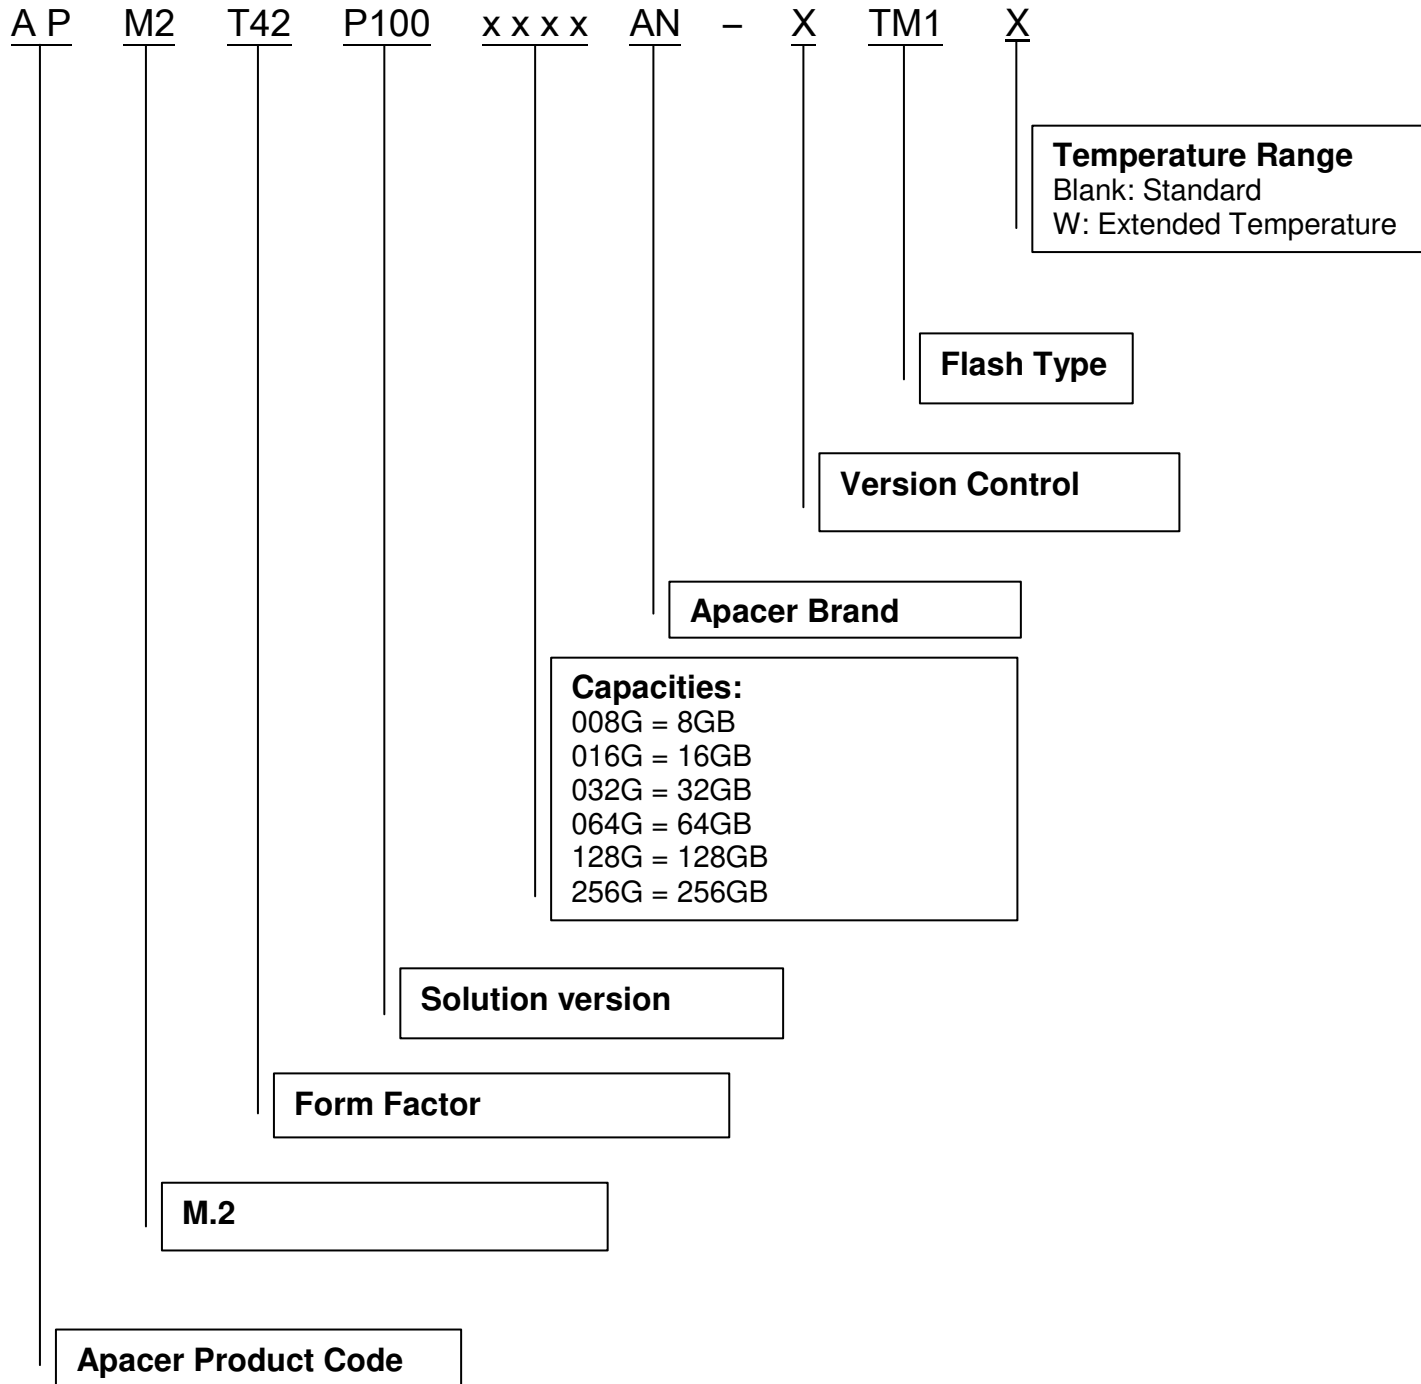 A P M2 T42 P100 x x x x AN – X TM1 X
Temperature Range
Blank: Standard
W: Extended Temperature
Flash Type
Version Control
Apacer Brand
Capacities:
008G = 8GB
016G = 16GB
032G = 32GB
064G = 64GB
128G = 128GB
256G = 256GB
Solution version
Form Factor
M.2
Apacer Product Code